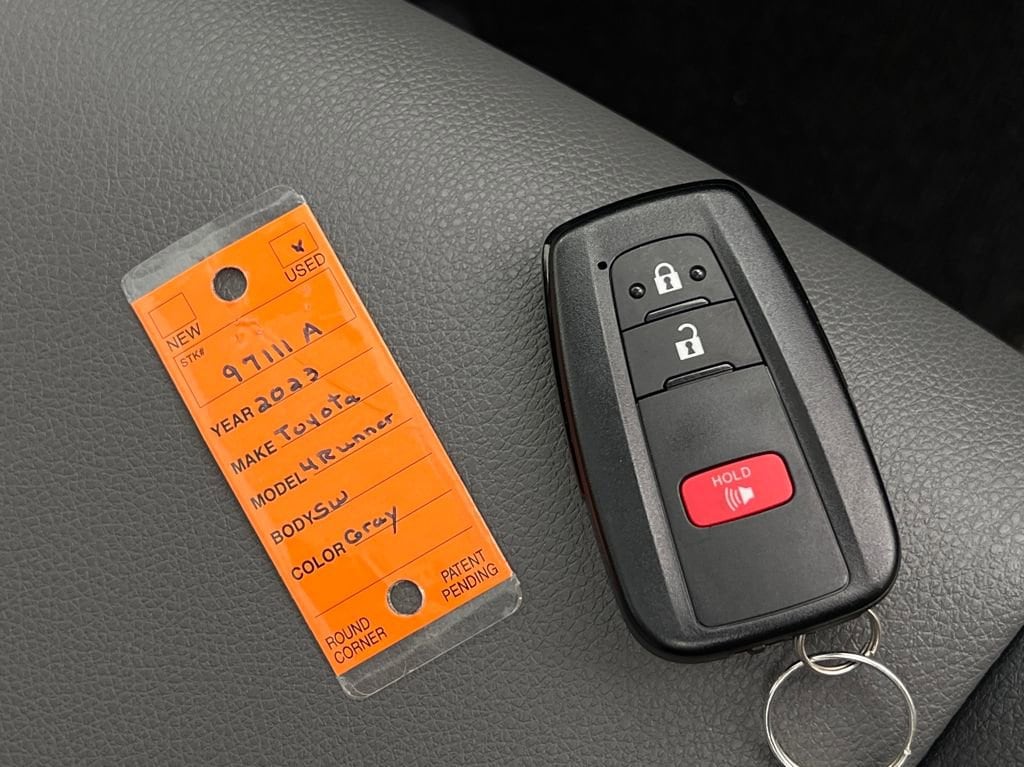 USED
NEW
STK#
97111 A
YEAR 2023
MAKE Toyota
MODEL 4Runner
BODY SW
COLOR Gray
PATENT
PENDING
ROUND
CORNER
HOLD